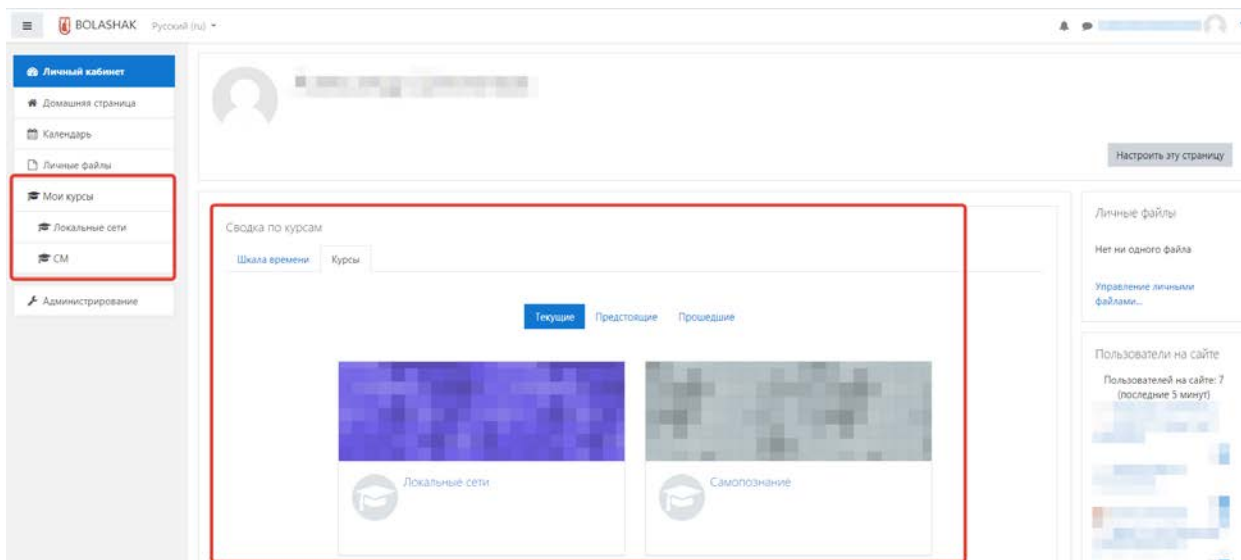 BOLASHAK Русский (ru)
Личный кабинет
Домашняя страница
Календарь
Личные файлы
Мои курсы
Локальные сети
СМ
Администрирование
Настроить эту страницу
Сводка по курсам
Шкала времени Курсы
Текущие Предстоящие Прошедшие
Локальные сети
Самопознание
Личные файлы
Нет ни одного файла
Управление личными
файлами...
Пользователи на сайте
Пользователей на сайте: 7
(последние 5 минут)